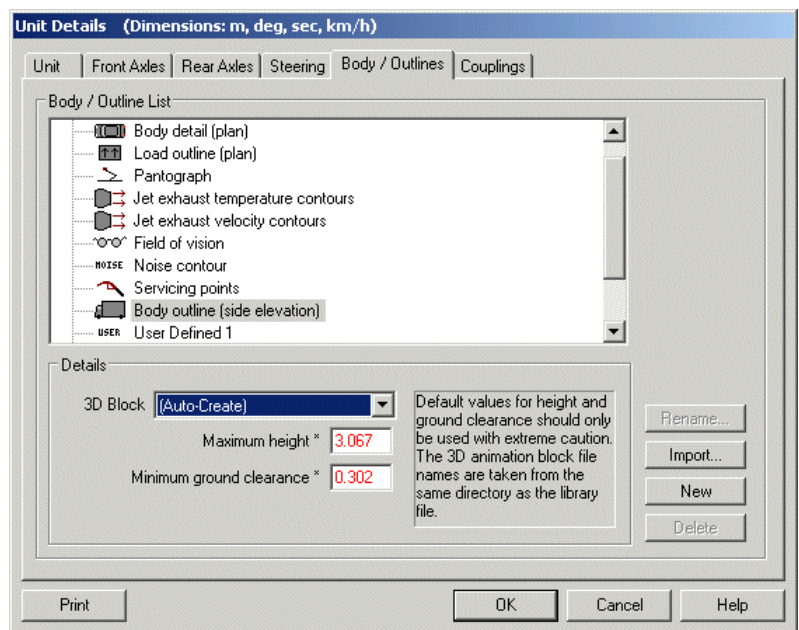 Unit Details (Dimensions: m, deg, sec, km/h)
Unit Front Axles Rear Axles Steering Body / Outlines Couplings
Body / Outline List
Body detail (plan)
Load outline (plan)
Pantograph
Jet exhaust temperature contours
Jet exhaust velocity contours
Field of vision
NOISE Noise contour
Servicing points
Body outline (side elevation)
USER User Defined 1
Details
3D Block (Auto-Create)
Maximum height * 3.067
Minimum ground clearance * 0.302
Default values for height and
ground clearance should only
be used with extreme caution.
The 3D animation block file
names are taken from the
same directory as the library
file.
Rename...
Import...
New
Delete
Print OK Cancel Help